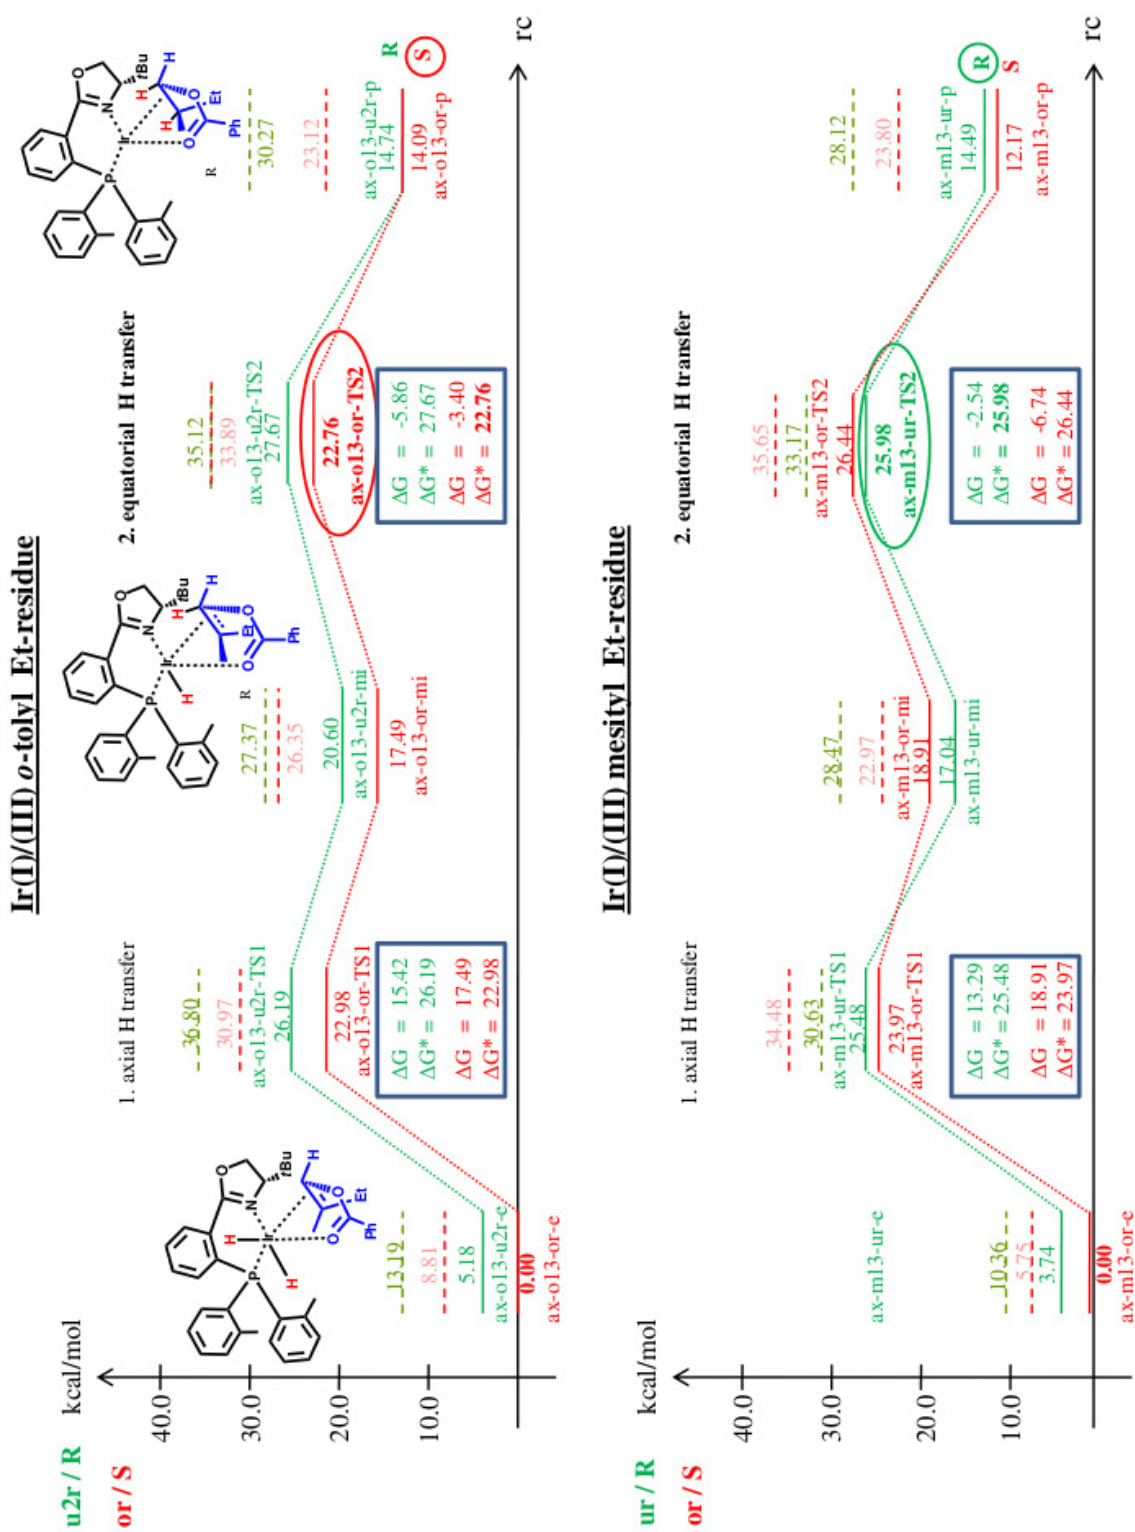 Ir(I)/(III) o-tolyl Et-residue
u2r / R
or / S
kcal/mol
40.0
30.0
20.0
10.0
1. axial H transfer
2. equatorial H transfer
H
Ir
H
P
N
O
tBu
H
O
O
Et
Ph
H
Ir
P
N
O
tBu
H
H
O
O
Et
Ph
R
Ir
P
N
O
tBu
H
H
H
O
O
Et
Ph
R
13.19
8.81
5.18
ax-o13-u2r-e
0.00
ax-o13-or-e
36.80
30.97
ax-o13-u2r-TS1
26.19
22.98
ax-o13-or-TS1
ΔG = 15.42
ΔG* = 26.19
ΔG = 17.49
ΔG* = 22.98
27.37
26.35
20.60
ax-o13-u2r-mi
17.49
ax-o13-or-mi
35.12
33.89
ax-o13-u2r-TS2
27.67
22.76
ax-o13-or-TS2
ΔG = -5.86
ΔG* = 27.67
ΔG = -3.40
ΔG* = 22.76
30.27
23.12
ax-o13-u2r-p
14.74
14.09
ax-o13-or-p
R
S
rc
Ir(I)/(III) mesityl Et-residue
ur / R
or / S
kcal/mol
40.0
30.0
20.0
10.0
1. axial H transfer
2. equatorial H transfer
ax-m13-ur-e
10.36
5.75
3.74
0.00
ax-m13-or-e
34.48
30.63
ax-m13-ur-TS1
25.48
23.97
ax-m13-or-TS1
ΔG = 13.29
ΔG* = 25.48
ΔG = 18.91
ΔG* = 23.97
28.47
22.97
ax-m13-or-mi
18.91
17.04
ax-m13-ur-mi
35.65
33.17
ax-m13-or-TS2
26.44
25.98
ax-m13-ur-TS2
ΔG = -2.54
ΔG* = 25.98
ΔG = -6.74
ΔG* = 26.44
28.12
23.80
ax-m13-ur-p
14.49
12.17
ax-m13-or-p
R
S
rc